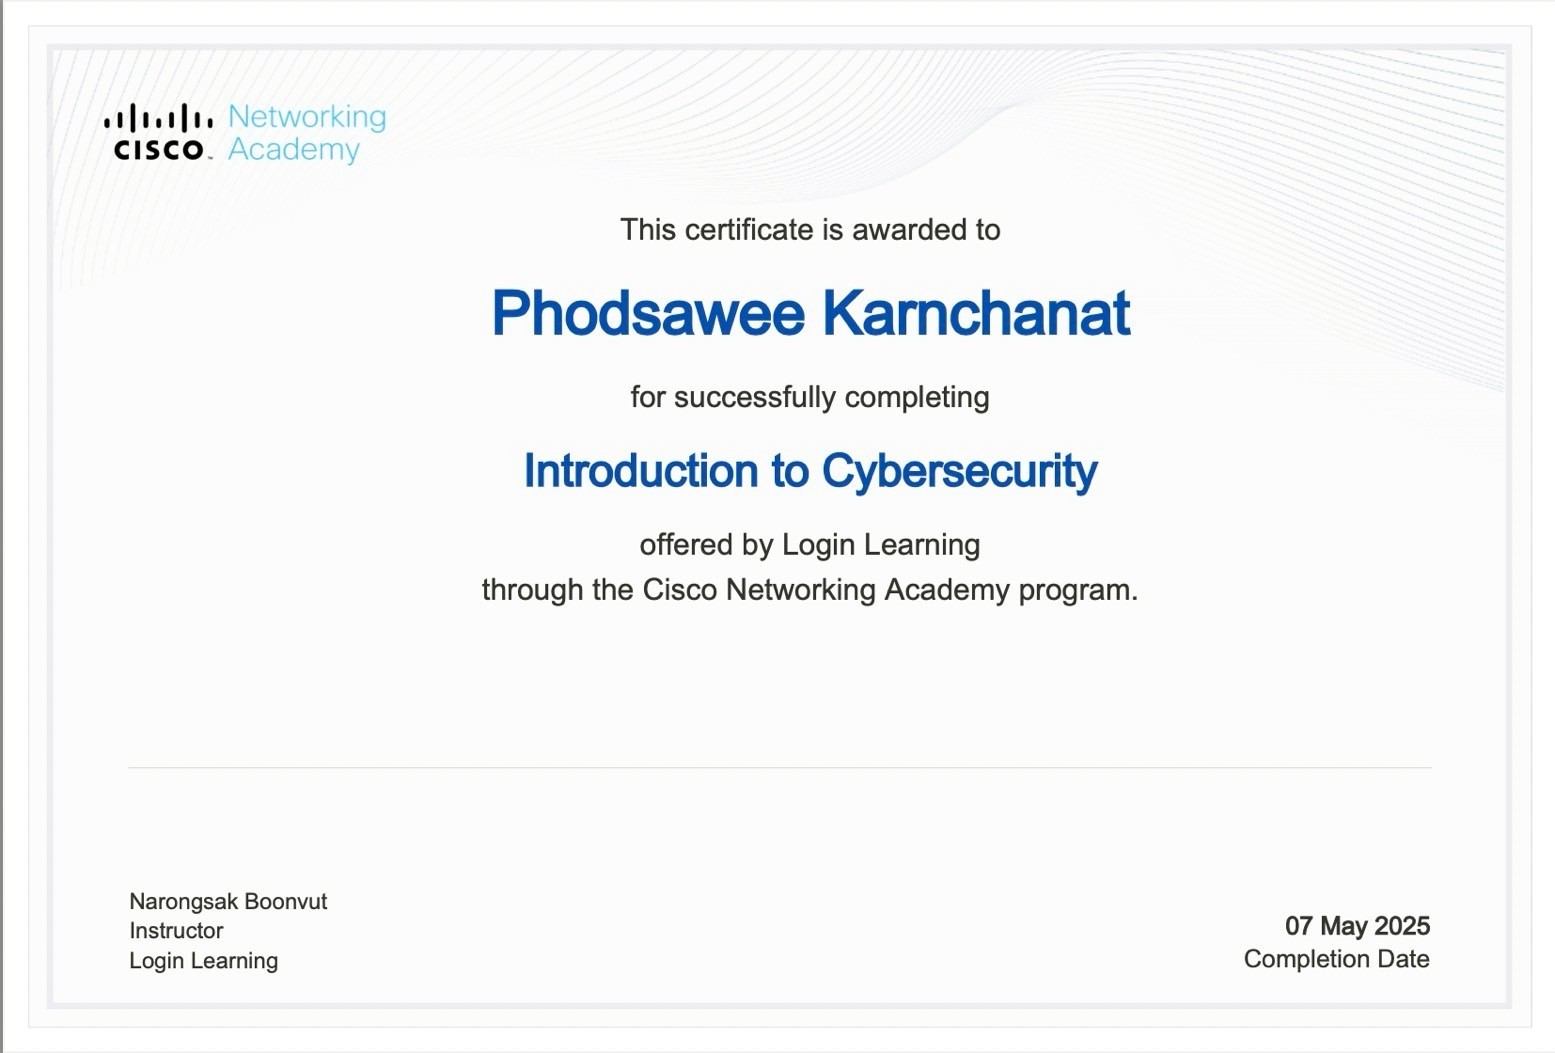 Networking
CISCO Academy
This certificate is awarded to
Phodsawee Karnchanat
for successfully completing
Introduction to Cybersecurity
offered by Login Learning
through the Cisco Networking Academy program.
Narongsak Boonvut
Instructor
Login Learning
07 May 2025
Completion Date